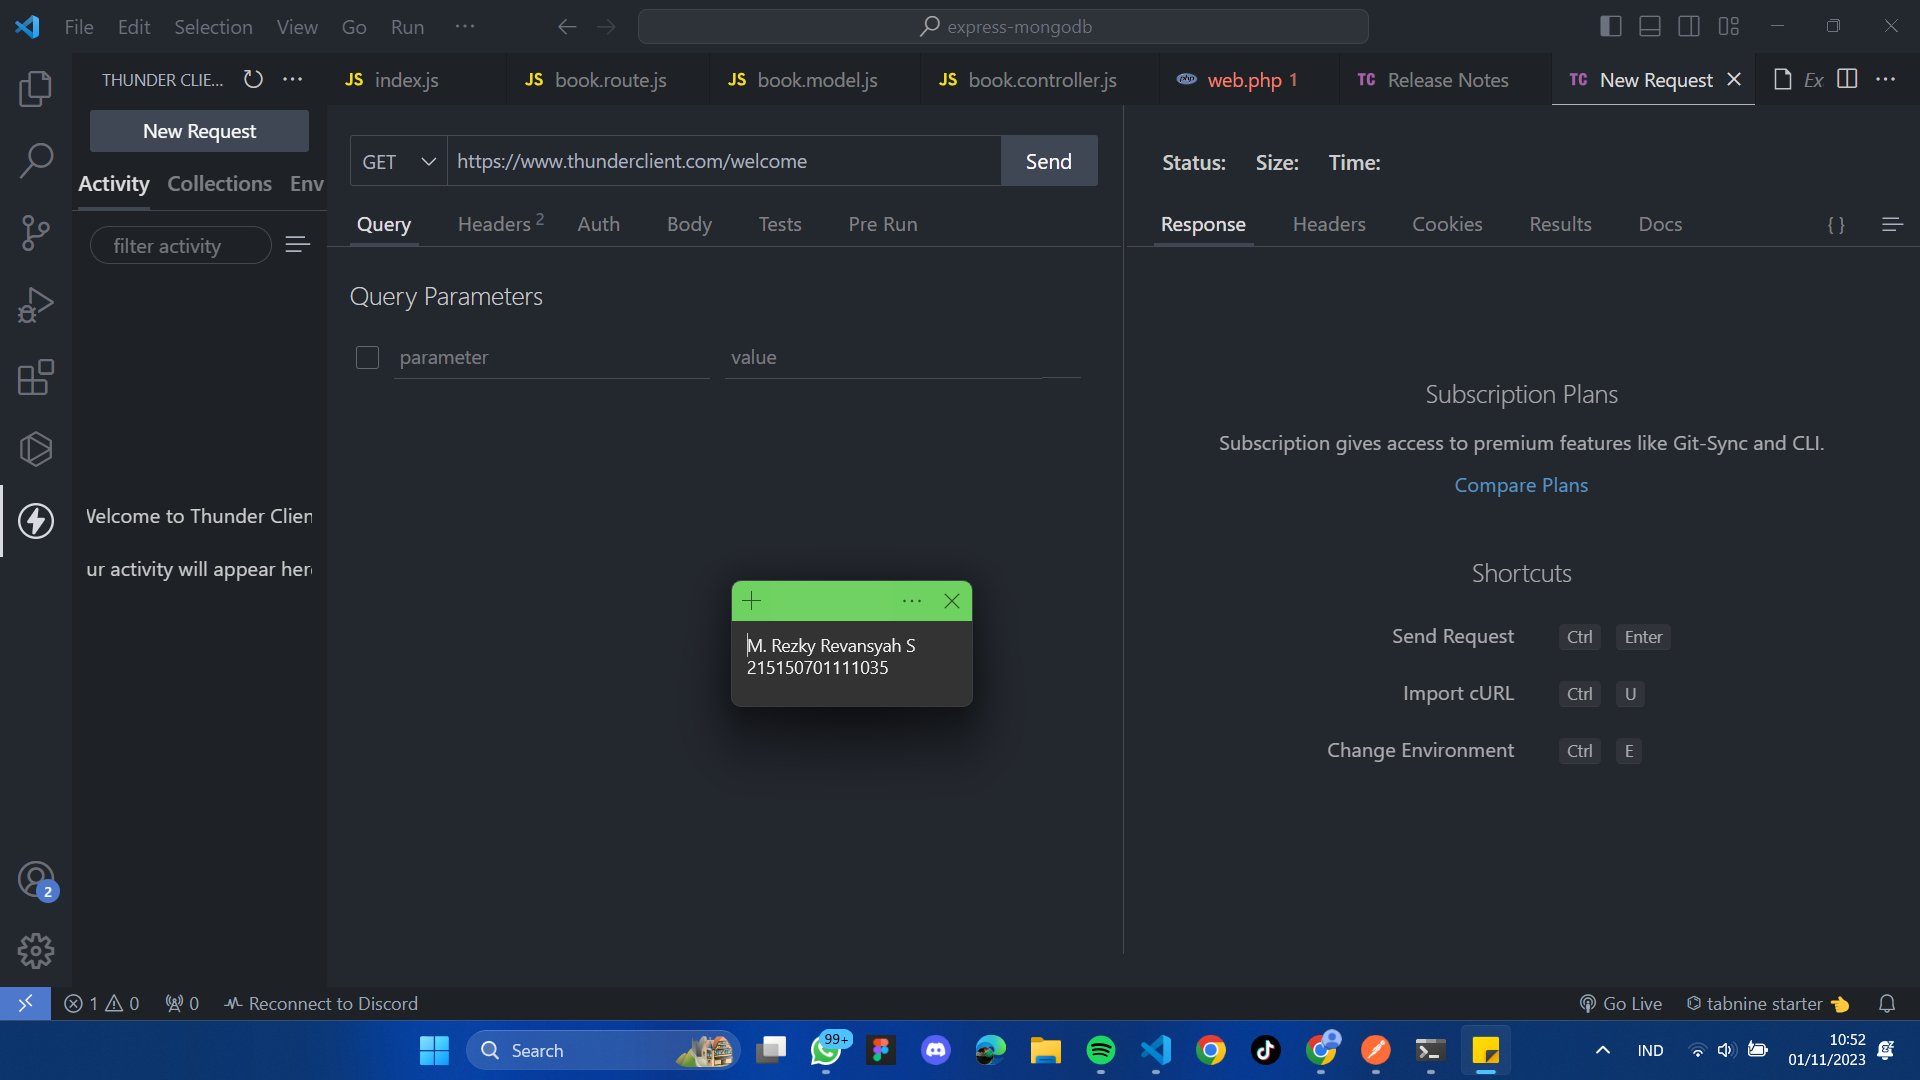 File Edit Selection View Go Run ···
express-mongodb
THUNDER CLIE... ···
JS index.js
JS book.route.js
JS book.model.js
JS book.controller.js
php web.php 1
TC Release Notes
TC New Request
Ex ···
New Request
Activity Collections Env
filter activity
Velcome to Thunder Clien
ur activity will appear her
GET https://www.thunderclient.com/welcome Send
Query Headers 2 Auth Body Tests Pre Run
Query Parameters
parameter value
Status: Size: Time:
Response Headers Cookies Results Docs { }
Subscription Plans
Subscription gives access to premium features like Git-Sync and CLI.
Compare Plans
Shortcuts
Send Request Ctrl Enter
Import cURL Ctrl U
Change Environment Ctrl E
M. Rezky Revansyah S
215150701111035
2
1 0 0 Reconnect to Discord
Go Live tabnine starter
Search
99+
IND
10:52
01/11/2023